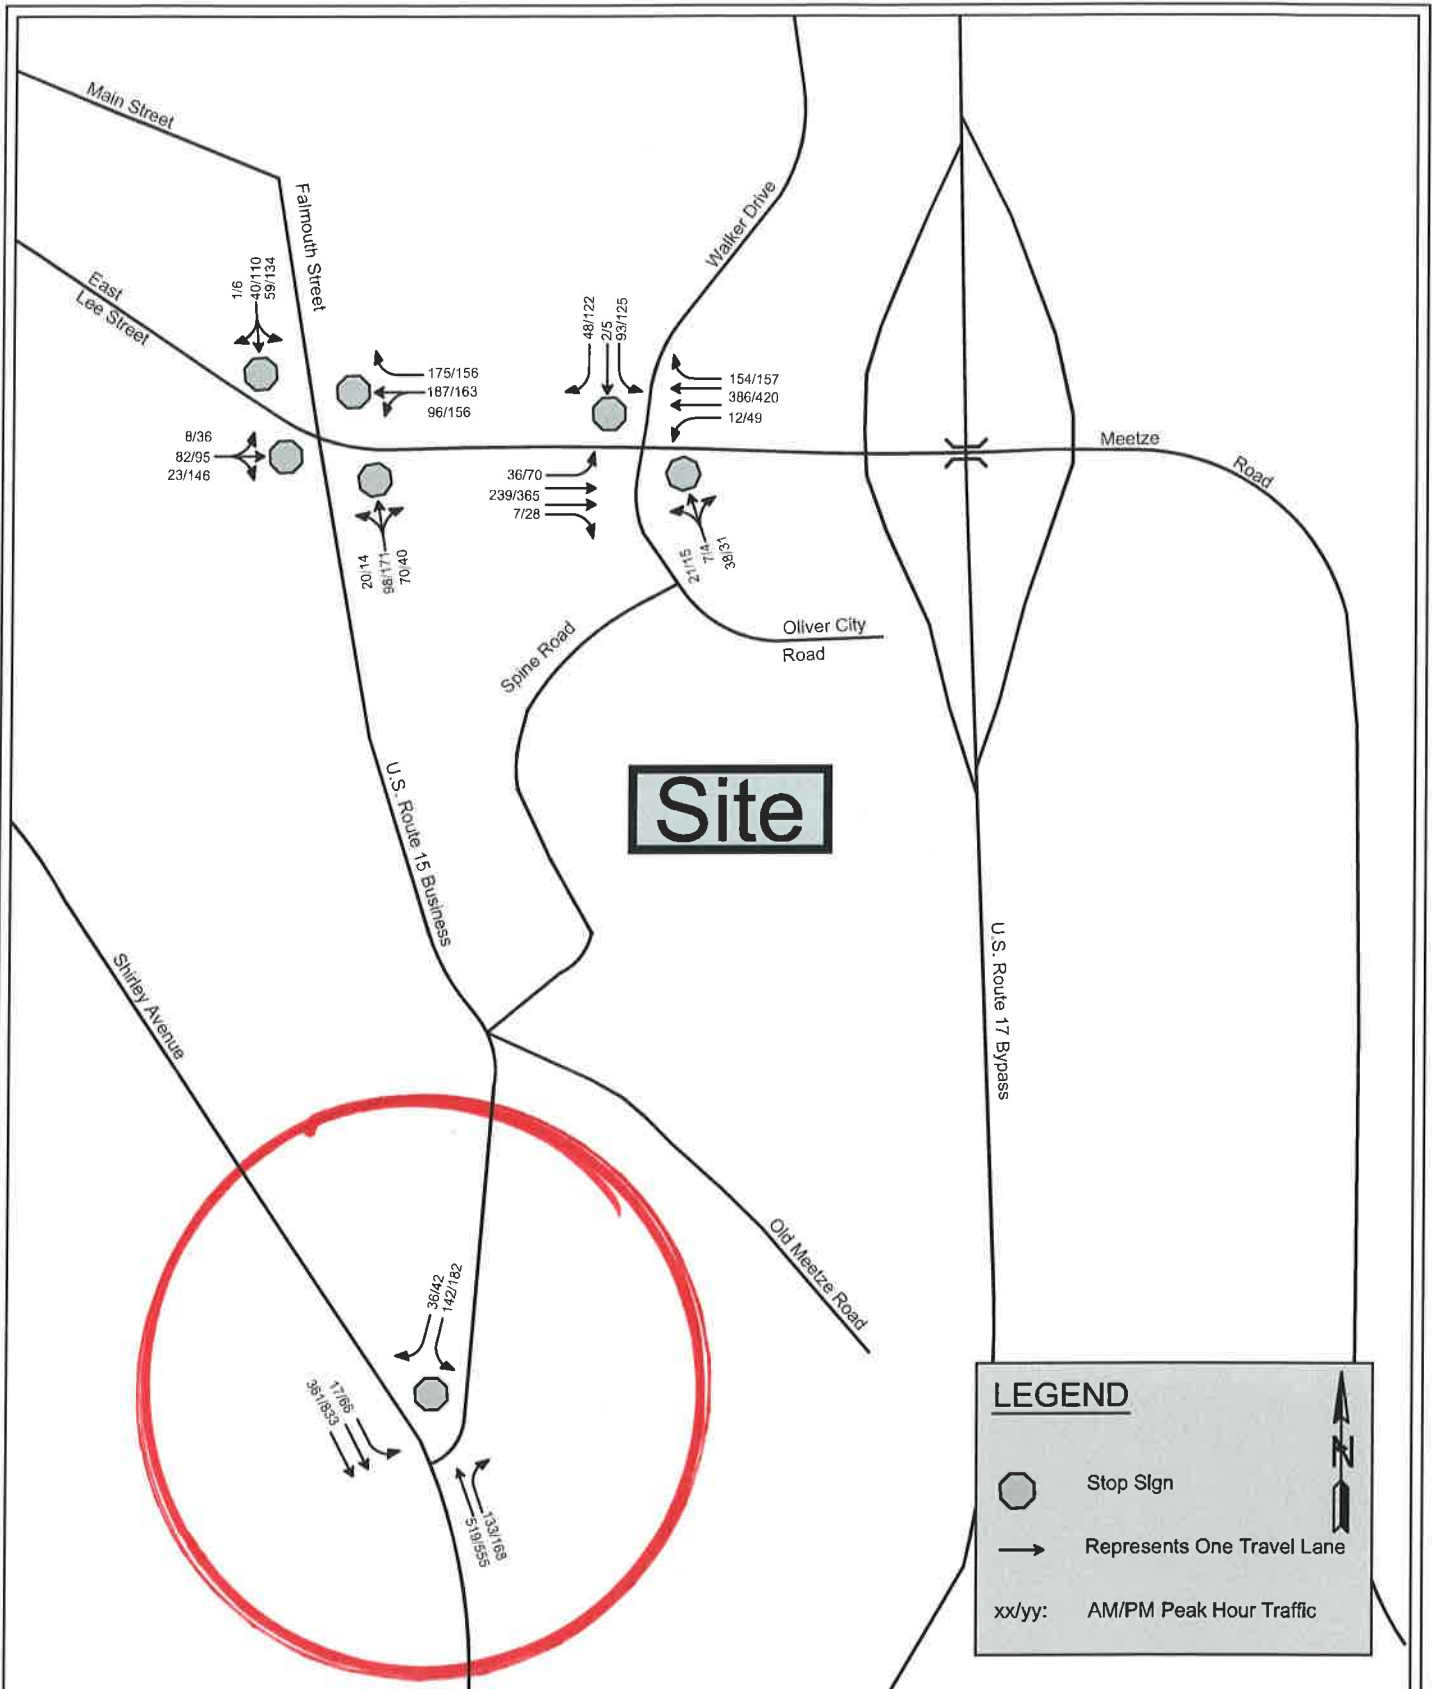 Main Street
Falmouth Street
East
Lee Street
Walker Drive
1/6
40/110
59/134
175/156
187/163
96/156
8/36
82/95
23/146
20/14
98/171
70/40
48/122
2/5
93/125
154/157
386/420
12/49
36/70
239/365
7/28
21/15
7/4
38/31
Meetze
Road
Oliver City
Road
Spine Road
Site
U.S. Route 15 Business
U.S. Route 17 Bypass
Shirley Avenue
Old Meetze Road
36/42
142/182
17/66
361/833
133/168
519/555
LEGEND
N
Stop Sign
Represents One Travel Lane
xx/yy: AM/PM Peak Hour Traffic